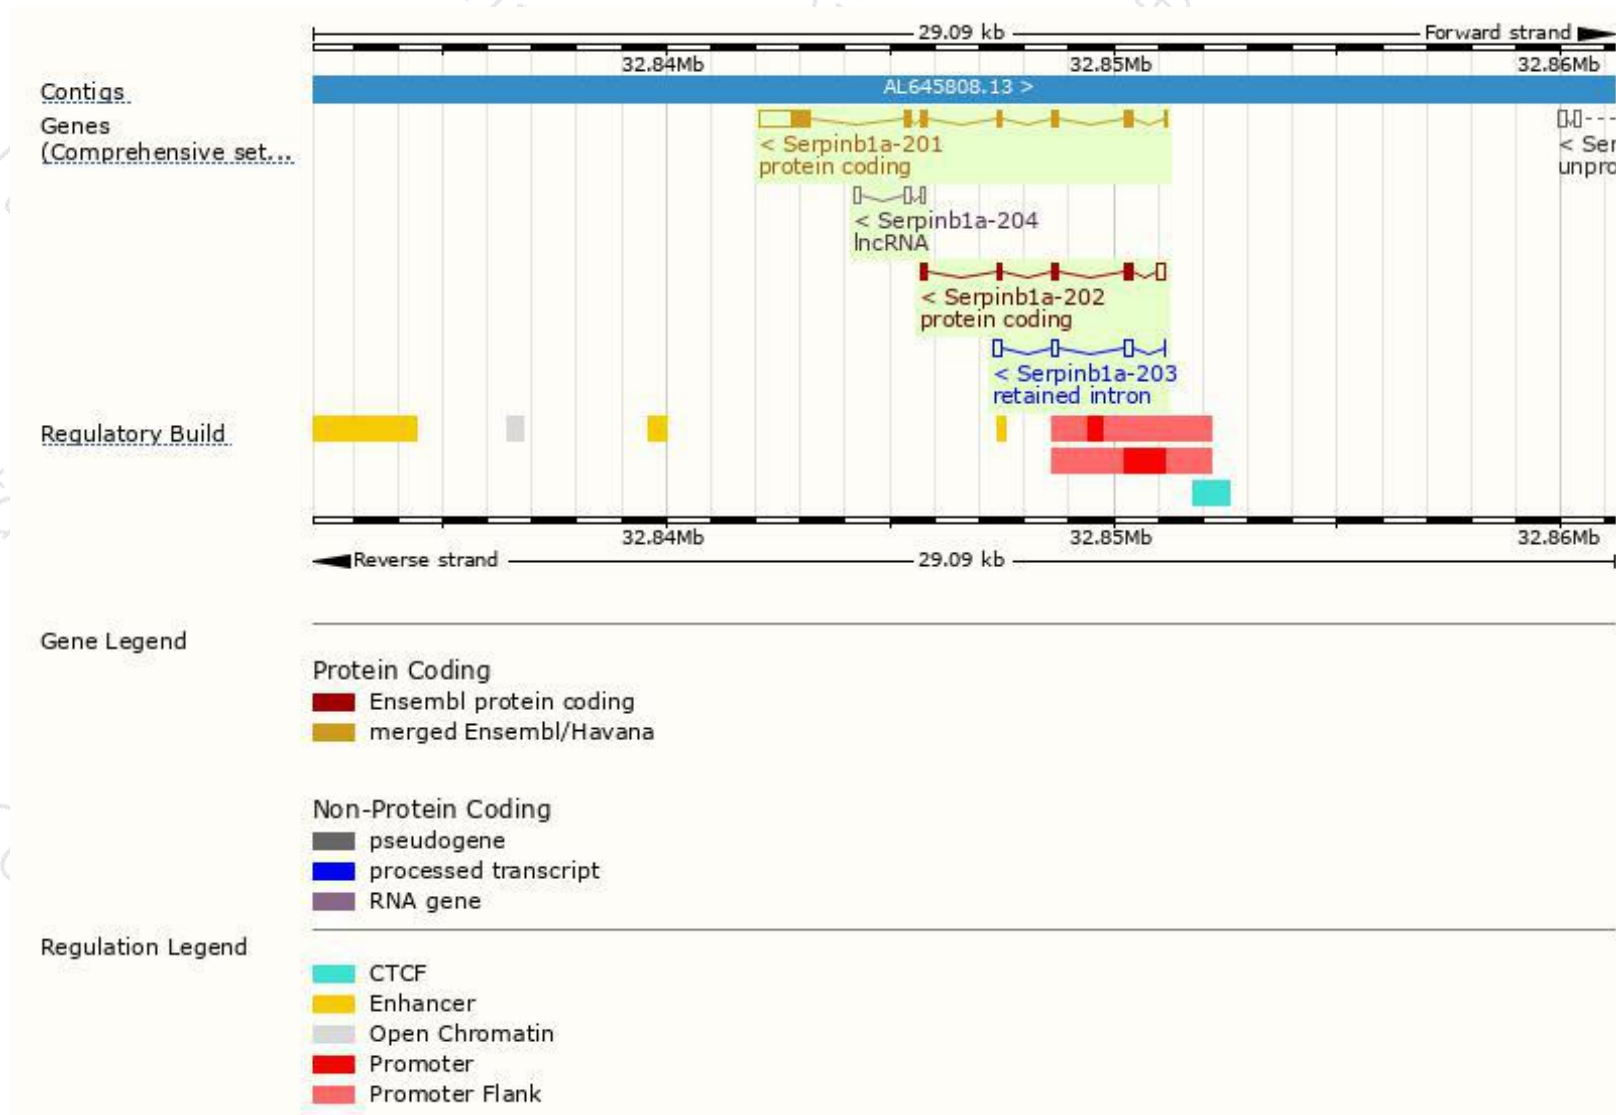 29.09 kb
Forward strand
32.84Mb 32.85Mb 32.86Mb
Contigs
AL645808.13 >
Genes
(Comprehensive set...
< Serpinb1a-201
protein coding
< Ser
unpro
< Serpinb1a-204
lncRNA
< Serpinb1a-202
protein coding
< Serpinb1a-203
retained intron
Regulatory Build
32.84Mb 32.85Mb 32.86Mb
Reverse strand
29.09 kb
Gene Legend
Protein Coding
Ensembl protein coding
merged Ensembl/Havana
Non-Protein Coding
pseudogene
processed transcript
RNA gene
Regulation Legend
CTCF
Enhancer
Open Chromatin
Promoter
Promoter Flank